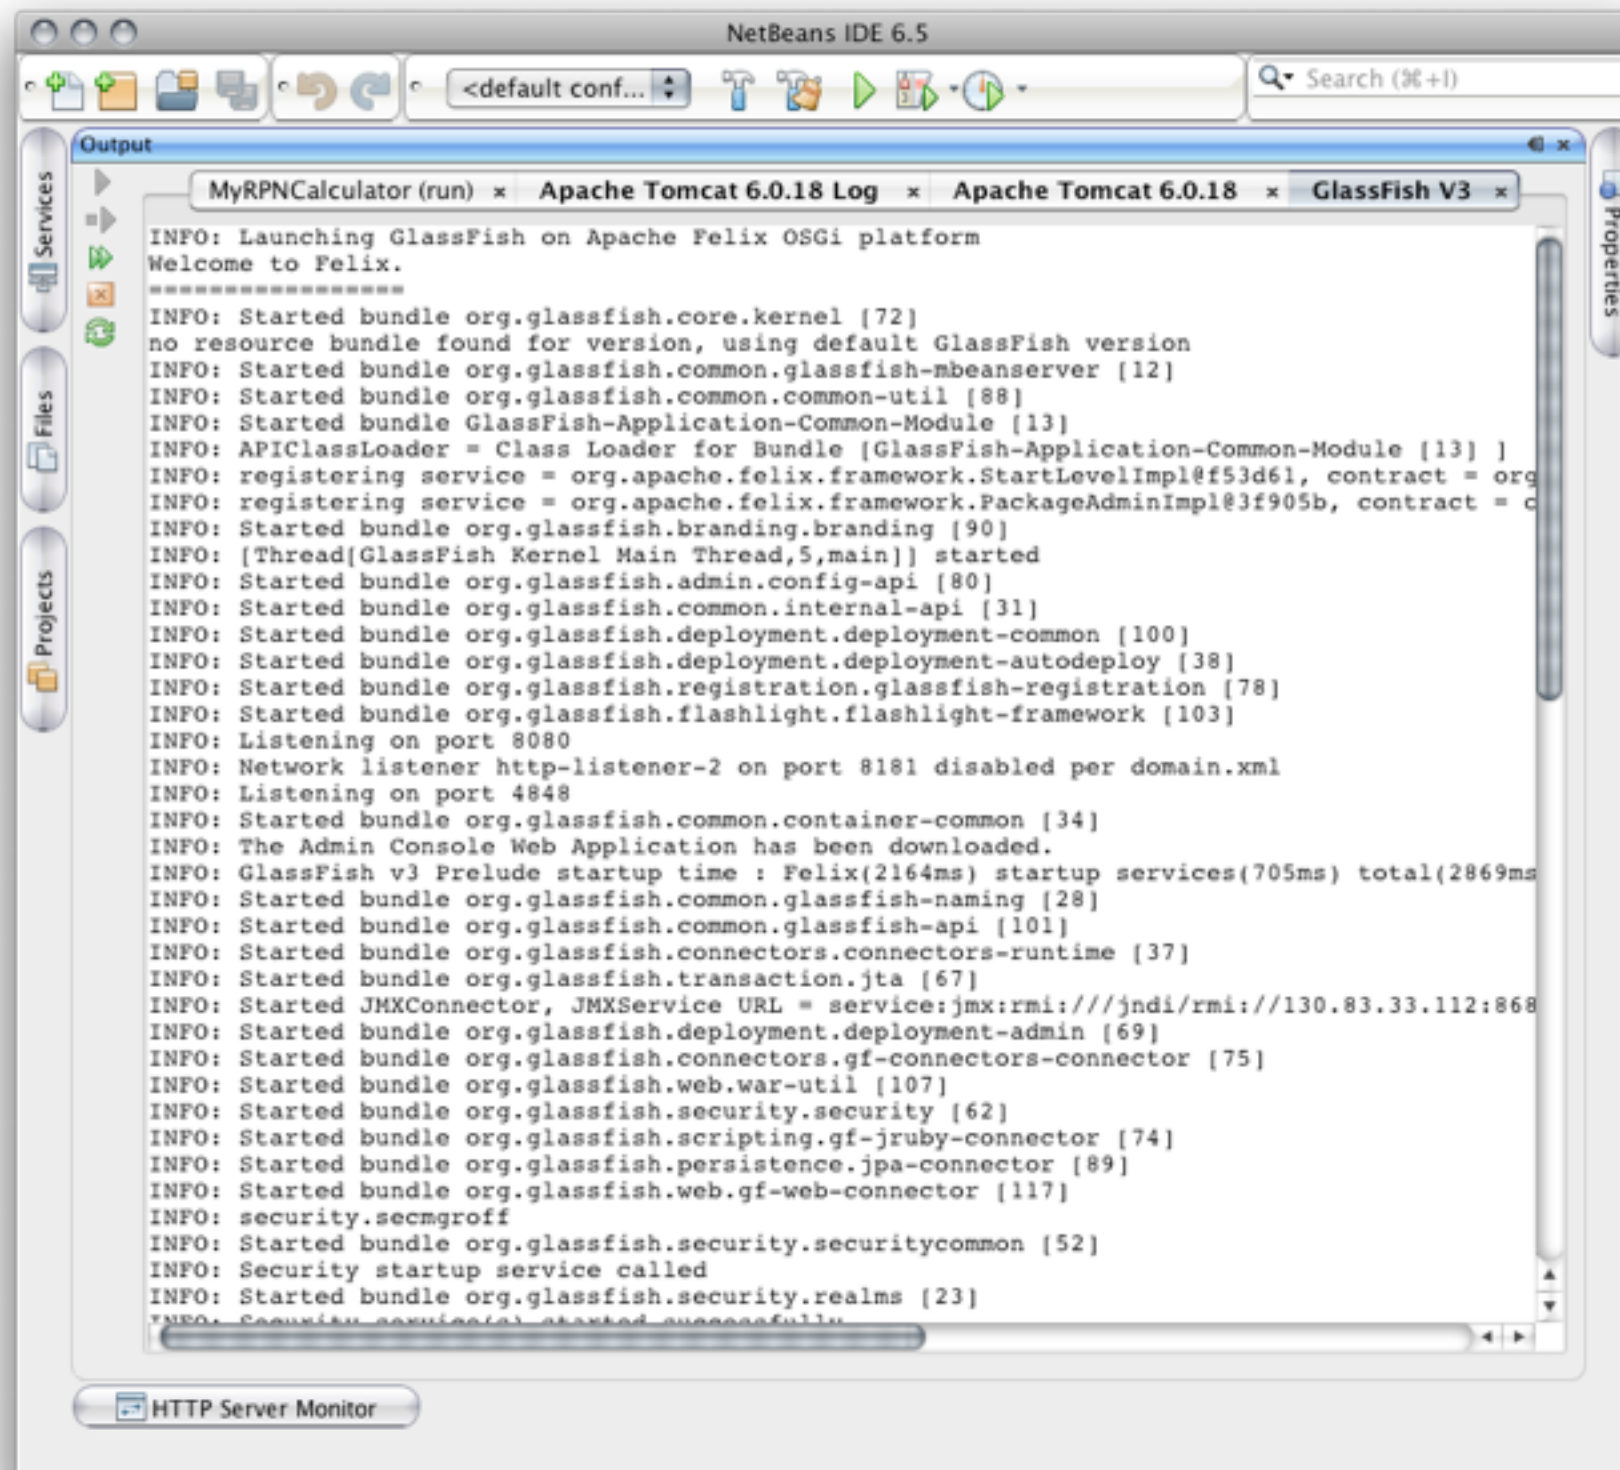 NetBeans IDE 6.5
<default conf...
Search (⌘+I)
Output
MyRPNCalculator (run)
Apache Tomcat 6.0.18 Log
Apache Tomcat 6.0.18
GlassFish V3
Services
Files
Projects
Properties
INFO: Launching GlassFish on Apache Felix OSGi platform
Welcome to Felix.
=================
INFO: Started bundle org.glassfish.core.kernel [72]
no resource bundle found for version, using default GlassFish version
INFO: Started bundle org.glassfish.common.glassfish-mbeanserver [12]
INFO: Started bundle org.glassfish.common.common-util [88]
INFO: Started bundle GlassFish-Application-Common-Module [13]
INFO: APIClassLoader = Class Loader for Bundle [GlassFish-Application-Common-Module [13] ]
INFO: registering service = org.apache.felix.framework.StartLevelImpl@f53d61, contract = org
INFO: registering service = org.apache.felix.framework.PackageAdminImpl@3f905b, contract =
INFO: Started bundle org.glassfish.branding.branding [90]
INFO: [Thread[GlassFish Kernel Main Thread,5,main]] started
INFO: Started bundle org.glassfish.admin.config-api [80]
INFO: Started bundle org.glassfish.common.internal-api [31]
INFO: Started bundle org.glassfish.deployment.deployment-common [100]
INFO: Started bundle org.glassfish.deployment.deployment-autodeploy [38]
INFO: Started bundle org.glassfish.registration.glassfish-registration [78]
INFO: Started bundle org.glassfish.flashlight.flashlight-framework [103]
INFO: Listening on port 8080
INFO: Network listener http-listener-2 on port 8181 disabled per domain.xml
INFO: Listening on port 4848
INFO: Started bundle org.glassfish.common.container-common [34]
INFO: The Admin Console Web Application has been downloaded.
INFO: GlassFish v3 Prelude startup time : Felix(2164ms) startup services(705ms) total(2869ms
INFO: Started bundle org.glassfish.common.glassfish-naming [28]
INFO: Started bundle org.glassfish.common.glassfish-api [101]
INFO: Started bundle org.glassfish.connectors.connectors-runtime [37]
INFO: Started bundle org.glassfish.transaction.jta [67]
INFO: Started JMXConnector, JMXService URL = service:jmx:rmi:///jndi/rmi://130.83.33.112:868
INFO: Started bundle org.glassfish.deployment.deployment-admin [69]
INFO: Started bundle org.glassfish.connectors.gf-connectors-connector [75]
INFO: Started bundle org.glassfish.web.war-util [107]
INFO: Started bundle org.glassfish.security.security [62]
INFO: Started bundle org.glassfish.scripting.gf-jruby-connector [74]
INFO: Started bundle org.glassfish.persistence.jpa-connector [89]
INFO: Started bundle org.glassfish.web.gf-web-connector [117]
INFO: security.secmgroff
INFO: Started bundle org.glassfish.security.securitycommon [52]
INFO: Security startup service called
INFO: Started bundle org.glassfish.security.realms [23]
INFO: Security service(s) started successfully
HTTP Server Monitor